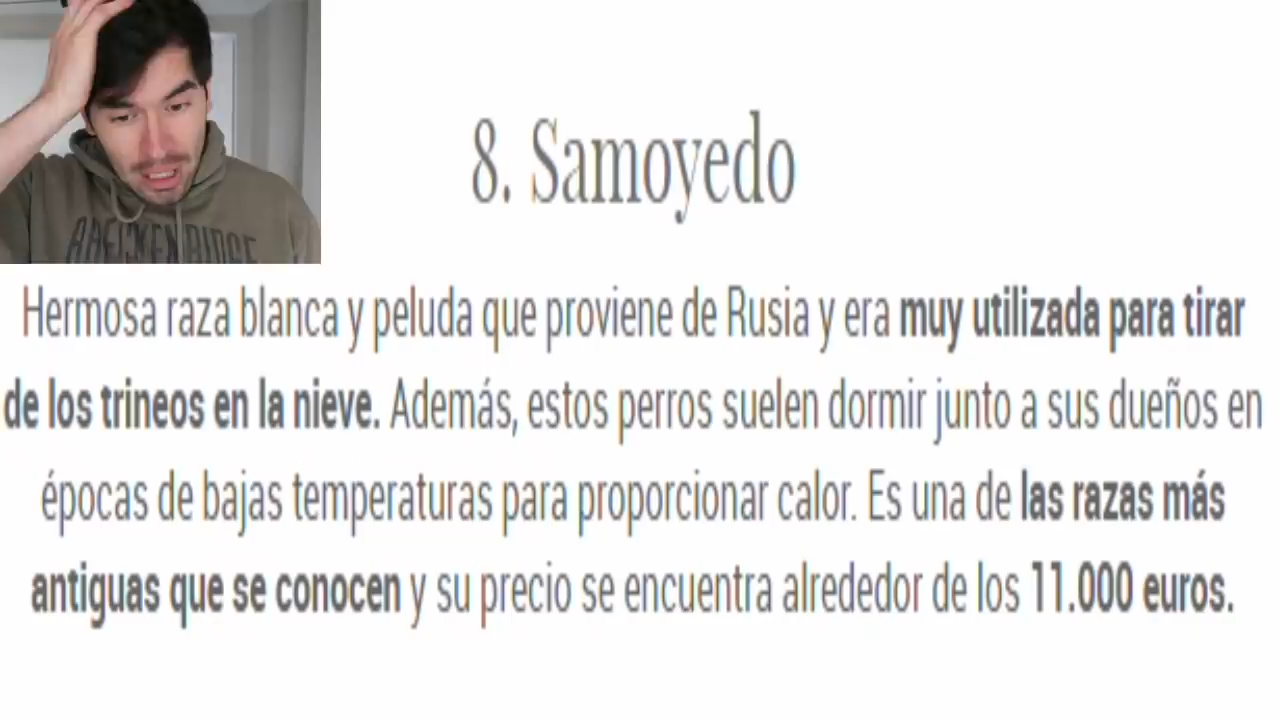 8. Samoyedo
Hermosa raza blanca y peluda que proviene de Rusia y era muy utilizada para tirar
de los trineos en la nieve. Además, estos perros suelen dormir junto a sus dueños en
épocas de bajas temperaturas para proporcionar calor. Es una de las razas más
antiguas que se conocen y su precio se encuentra alrededor de los 11.000 euros.